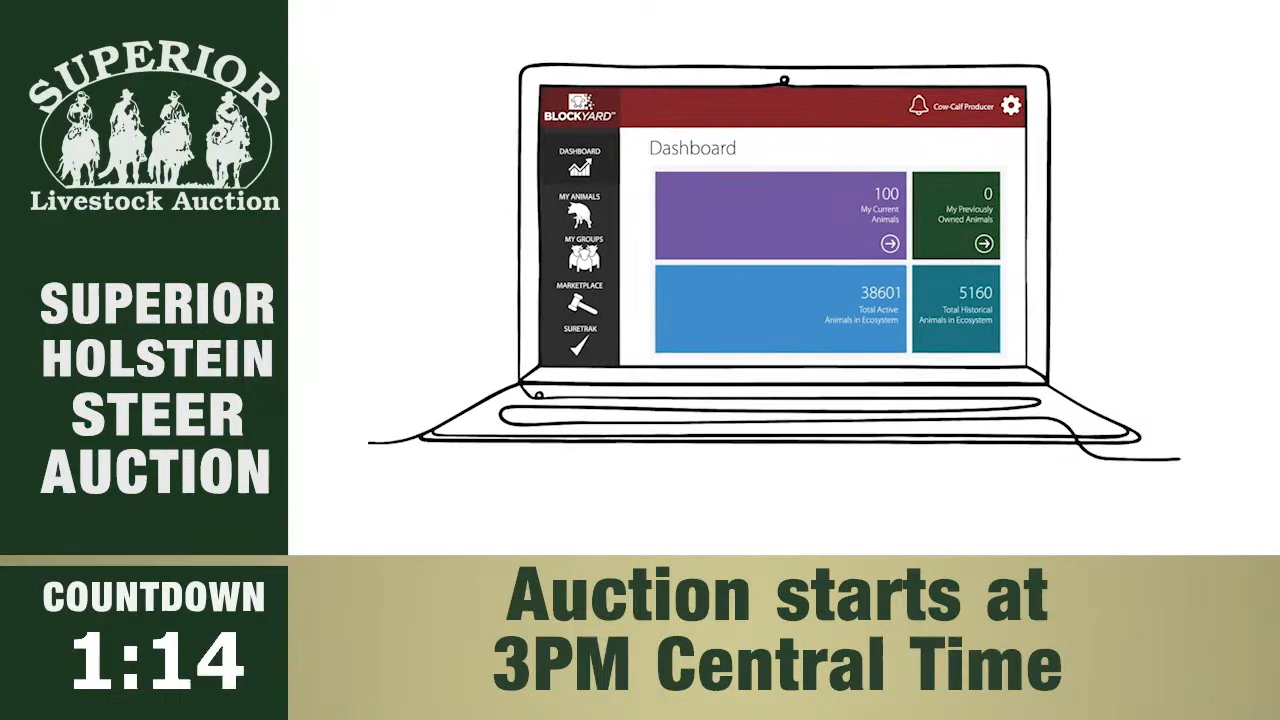 SUPERIOR
Livestock Auction
SUPERIOR
HOLSTEIN
STEER
AUCTION
COUNTDOWN
1:14
BLOCKYARD™
Cow-Calf Producer
DASHBOARD
MY ANIMALS
MY GROUPS
MARKETPLACE
SURETRAK
Dashboard
100
My Current
Animals
0
My Previously
Owned Animals
38601
Total Active
Animals in Ecosystem
5160
Total Historical
Animals in Ecosystem
Auction starts at
3PM Central Time